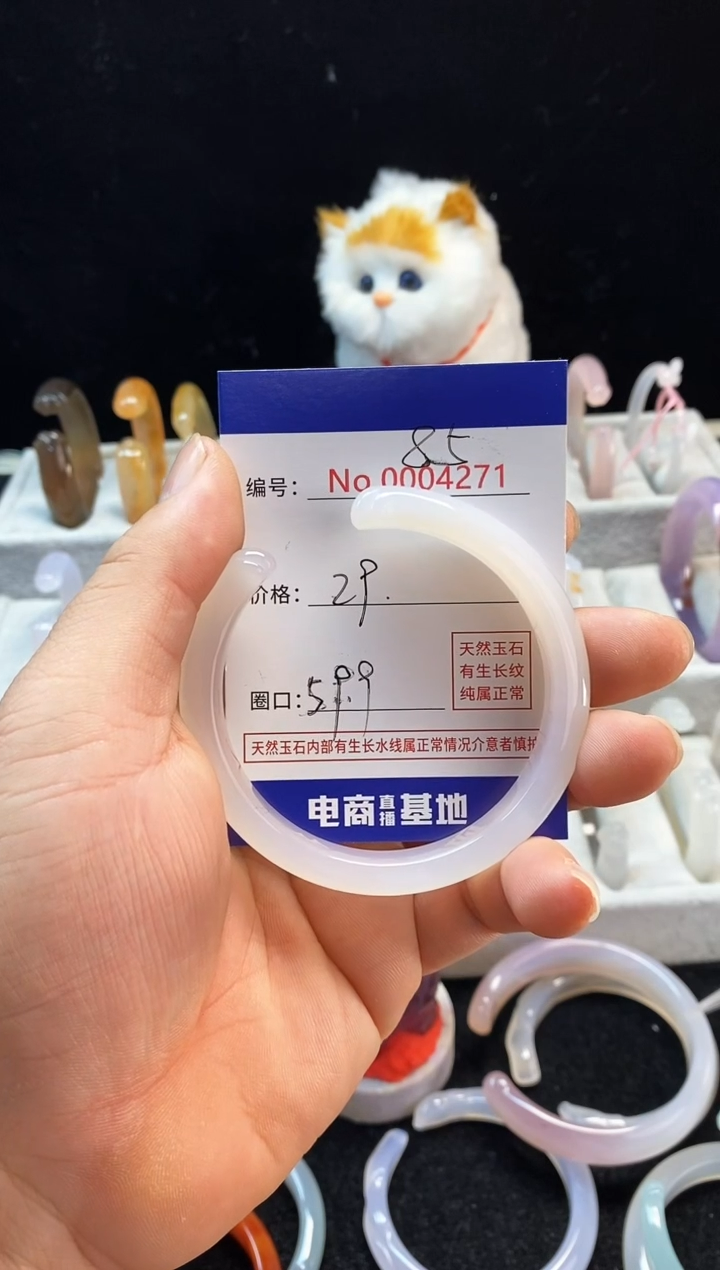 85
编号： No 0004271
价格： 29.
天然玉石
有生长纹
纯属正常
圈口： 59.9
天然玉石内部有生长水线属正常情况介意者慎拍
电商直播基地